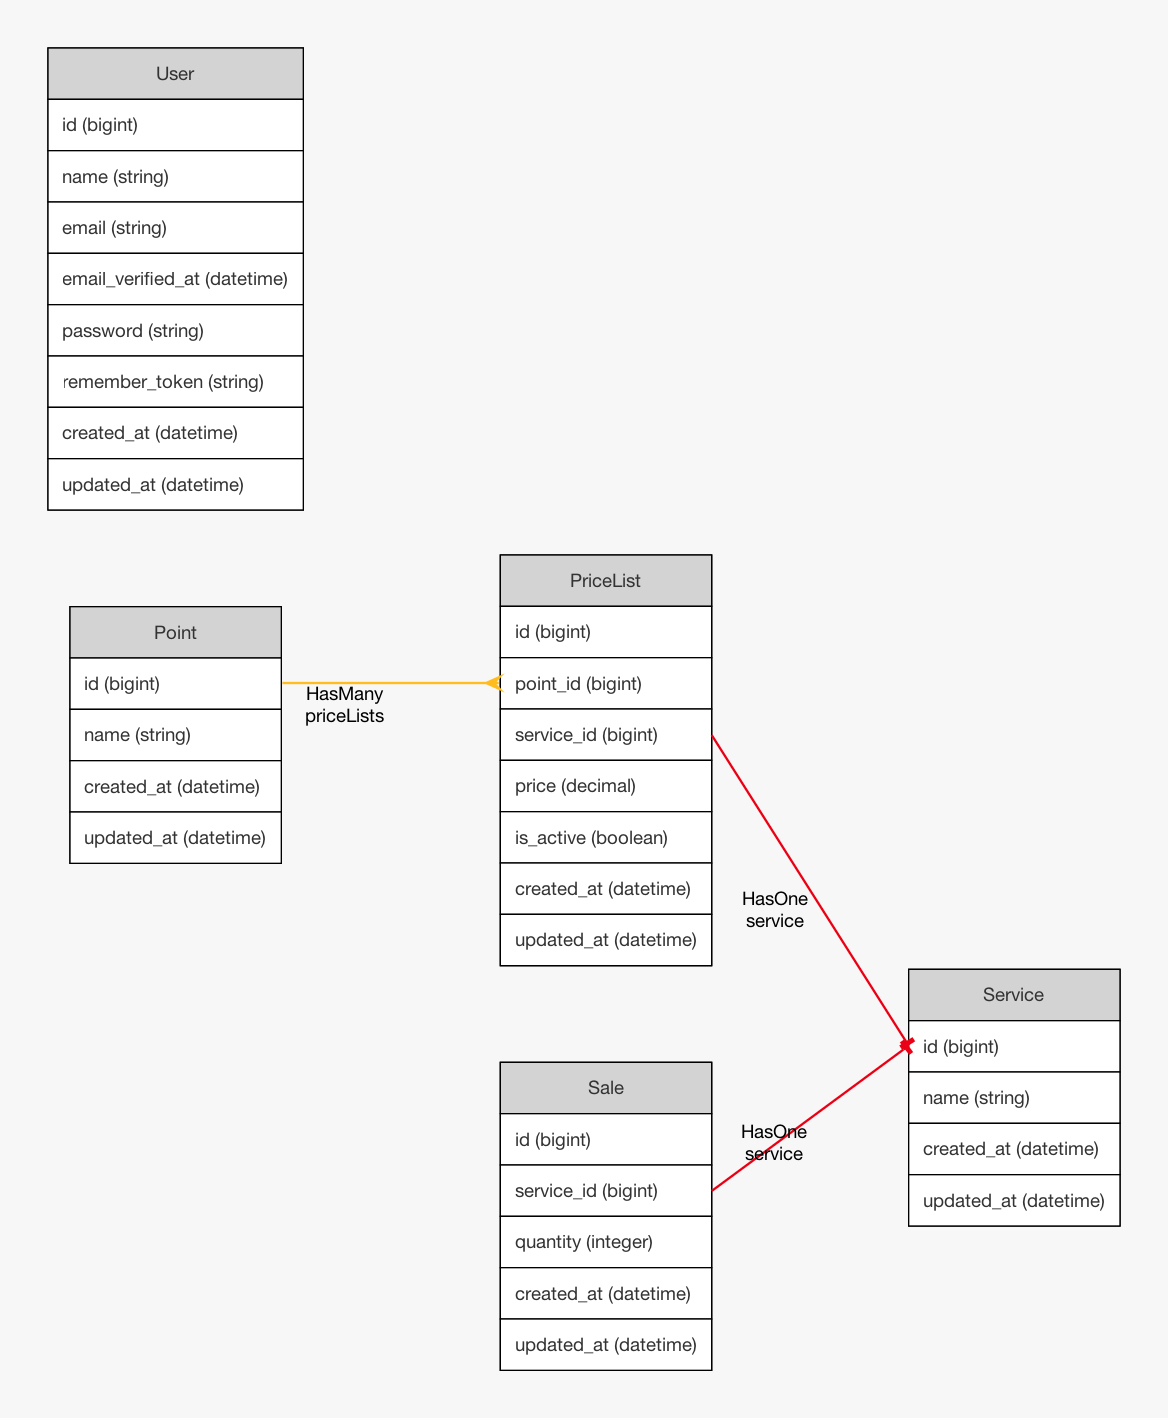 User
id (bigint)
name (string)
email (string)
email_verified_at (datetime)
password (string)
remember_token (string)
created_at (datetime)
updated_at (datetime)
Point
id (bigint)
name (string)
created_at (datetime)
updated_at (datetime)
HasMany
priceLists
PriceList
id (bigint)
point_id (bigint)
service_id (bigint)
price (decimal)
is_active (boolean)
created_at (datetime)
updated_at (datetime)
HasOne
service
Sale
id (bigint)
service_id (bigint)
quantity (integer)
created_at (datetime)
updated_at (datetime)
HasOne
service
Service
id (bigint)
name (string)
created_at (datetime)
updated_at (datetime)